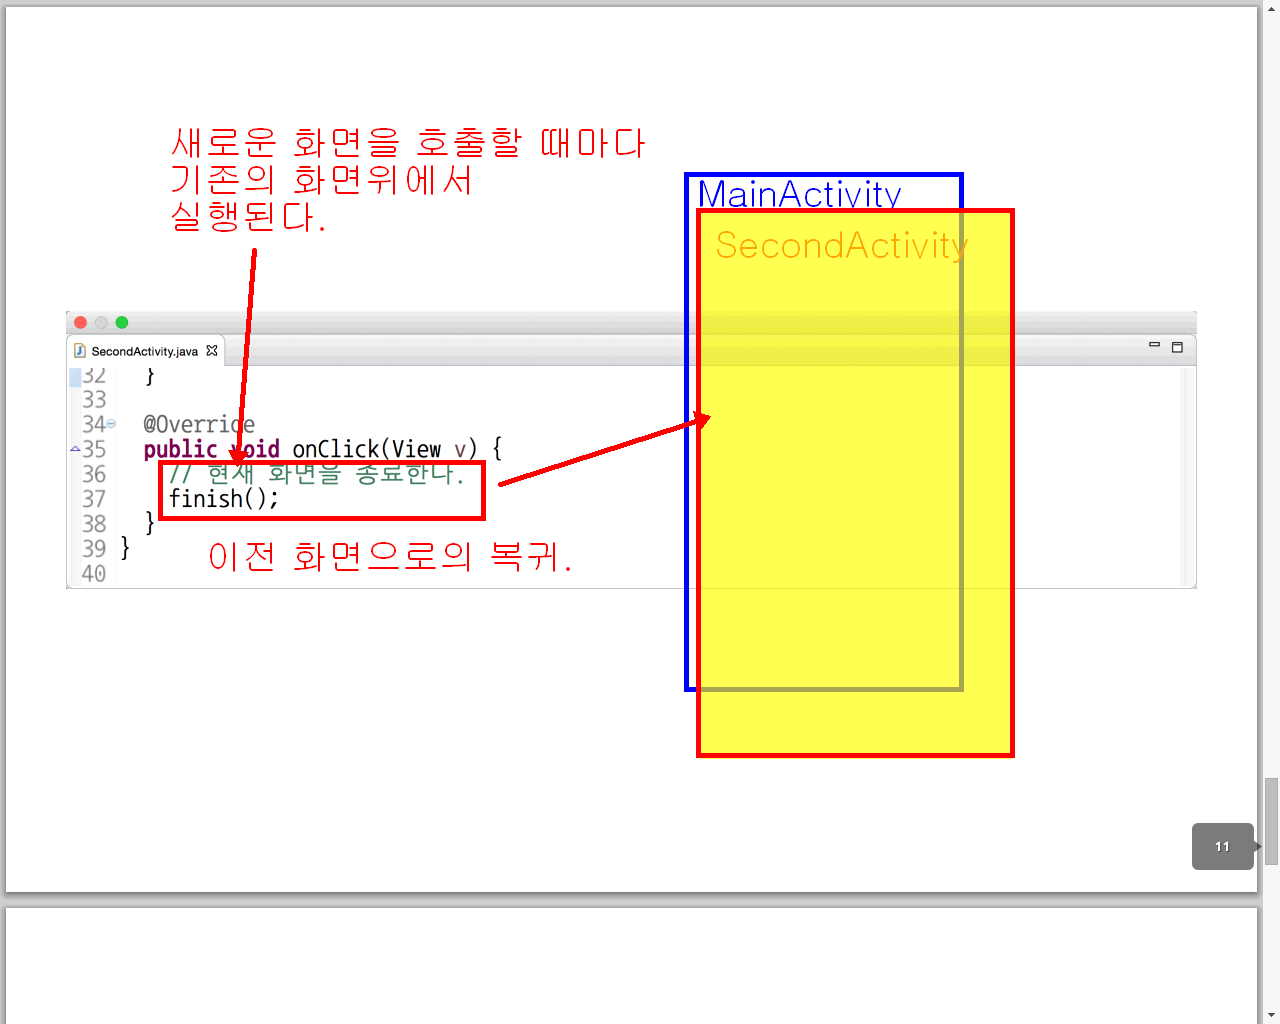 새로운 화면을 호출할 때마다
기존의 화면위에서
실행된다.
MainActivity
SecondActivity
SecondActivity.java
32 }
33
34 @Override
35 public void onClick(View v) {
36 // 현재 화면을 종료한다.
37 finish();
38 }
39 }
40
이전 화면으로의 복귀.
11